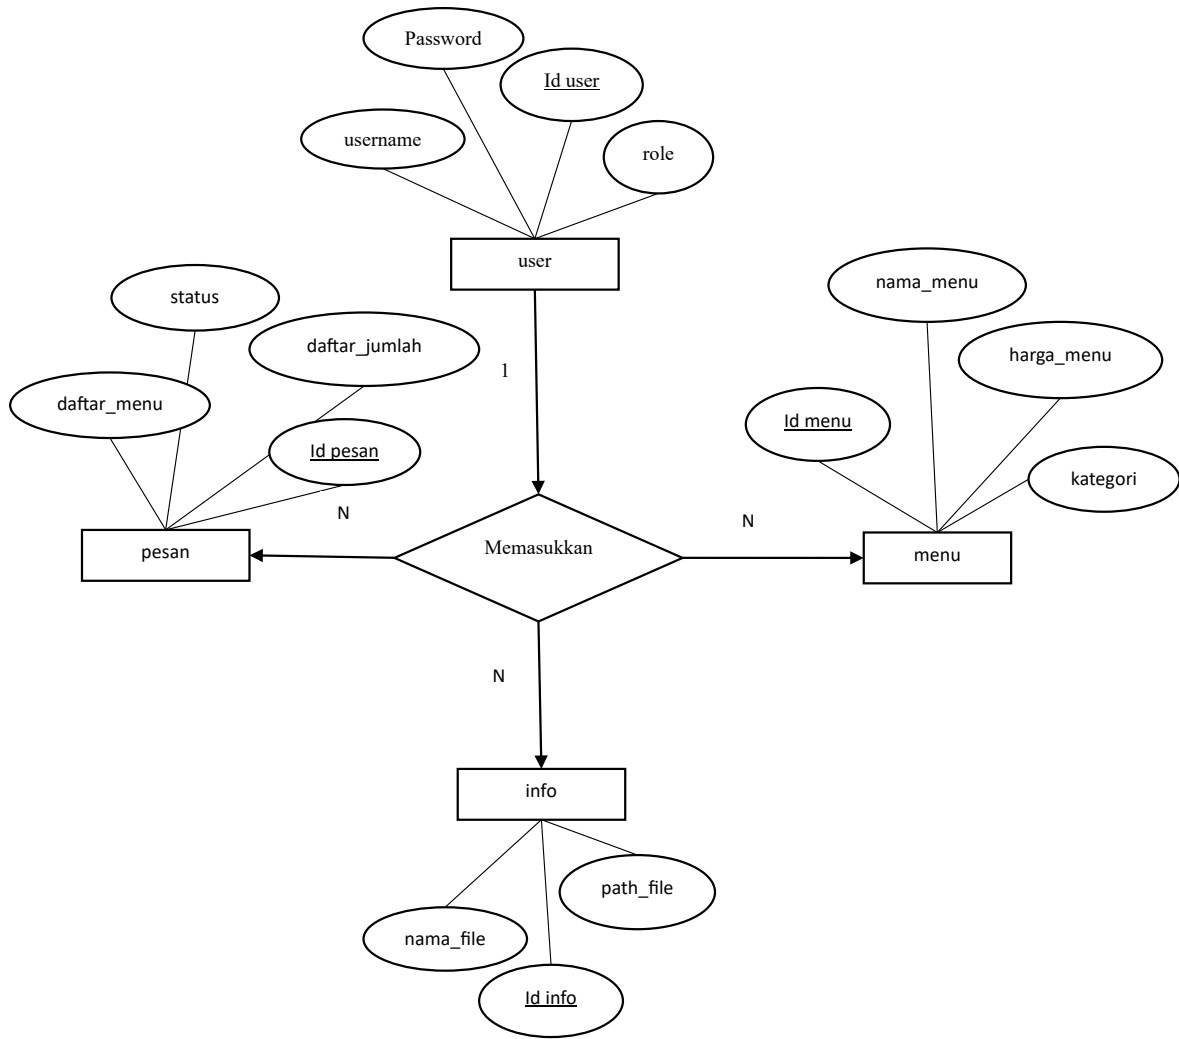 Password
Id user
username
role
user
status
daftar_jumlah
daftar_menu
Id pesan
N
pesan
1
Memasukkan
nama_menu
harga_menu
Id menu
kategori
N
menu
N
info
path_file
nama_file
Id info